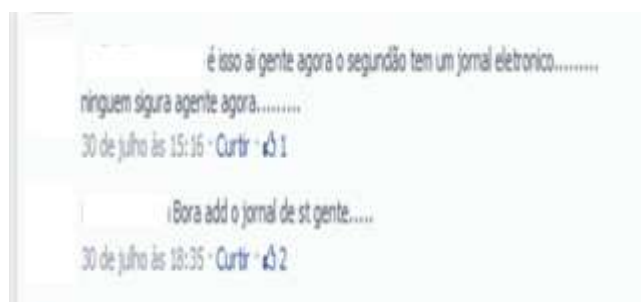 é isso ai gente agora o segundão tem um jornal eletronico.........
ninguem sigura agente agora.........
30 de julho às 15:16 · Curtir · 1
Bora add o jornal de st gente.....
30 de julho às 18:35 · Curtir · 2